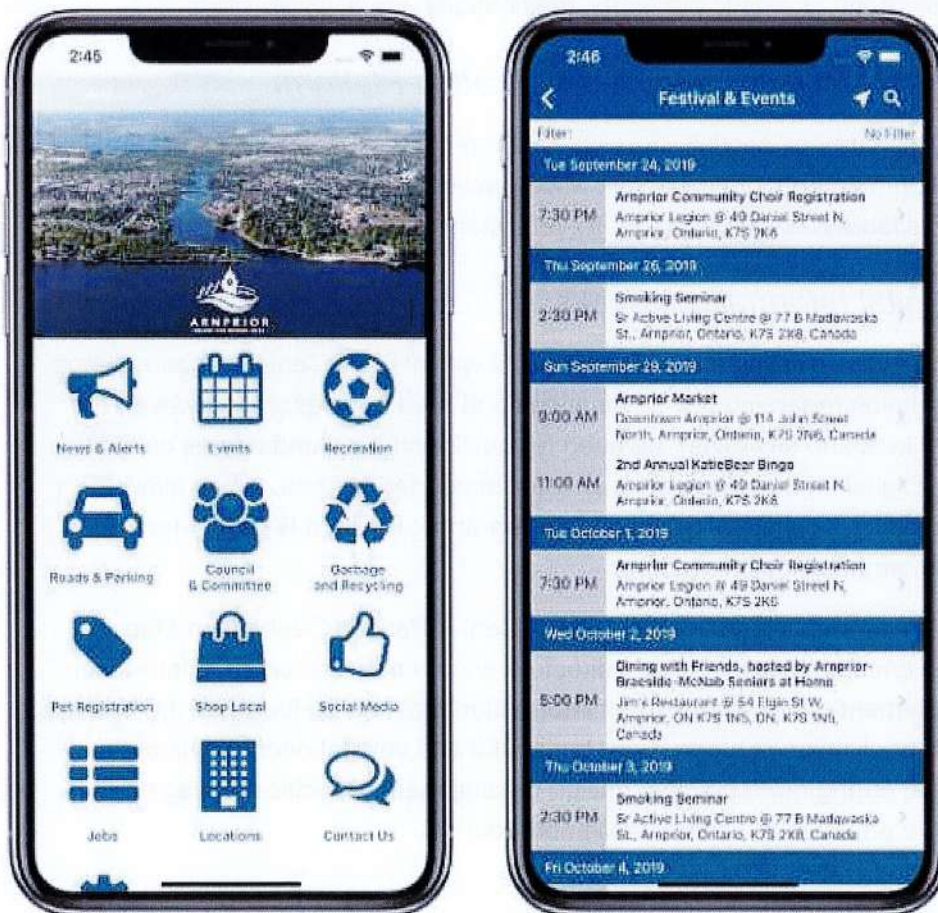 2:45
ARNPRIOR
News & Alerts
Events
Recreation
Roads & Parking
Council
& Committee
Garbage
and Recycling
Pet Registration
Shop Local
Social Media
Jobs
Locations
Contact Us
2:46
Festival & Events
Filter:
No Filter
Tue September 24, 2019
7:30 PM
Arnprior Community Choir Registration
Arnprior Legion @ 49 Daniel Street N,
Arnprior, Ontario, K7S 2K6
Thu September 26, 2019
2:30 PM
Smoking Seminar
Sr Active Living Centre @ 77 B Madawaska
St., Arnprior, Ontario, K7S 2K8, Canada
Sun September 29, 2019
9:00 AM
Arnprior Market
Downtown Arnprior @ 114 John Street
North, Arnprior, Ontario, K7S 2N6, Canada
11:00 AM
2nd Annual KatieBear Bingo
Arnprior Legion @ 49 Daniel Street N,
Arnprior, Ontario, K7S 2K8
Tue October 1, 2019
7:30 PM
Arnprior Community Choir Registration
Arnprior Legion @ 49 Daniel Street N,
Arnprior, Ontario, K7S 2K6
Wed October 2, 2019
5:00 PM
Dining with Friends, hosted by Arnprior-
Braeside-McNab Seniors at Home
Jim's Restaurant @ 54 Elgin St W,
Arnprior, ON K7S 1N5, ON, K7S 1N5,
Canada
Thu October 3, 2019
2:30 PM
Smoking Seminar
Sr Active Living Centre @ 77 B Madawaska
St., Arnprior, Ontario, K7S 2K8, Canada
Fri October 4, 2019